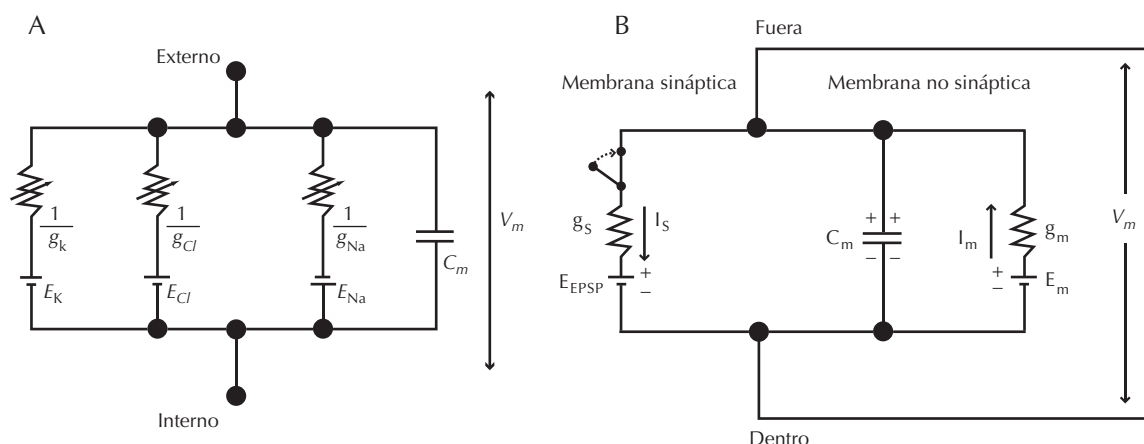 A
Externo
1
g_k
1
g_Cl
1
g_Na
V_m
C_m
E_K
E_Cl
E_Na
Interno
B
Fuera
Membrana sináptica
Membrana no sináptica
g_S
I_S
+ +
C_m
− −
I_m
g_m
V_m
E_EPSP
+
−
+
−
E_m
Dentro